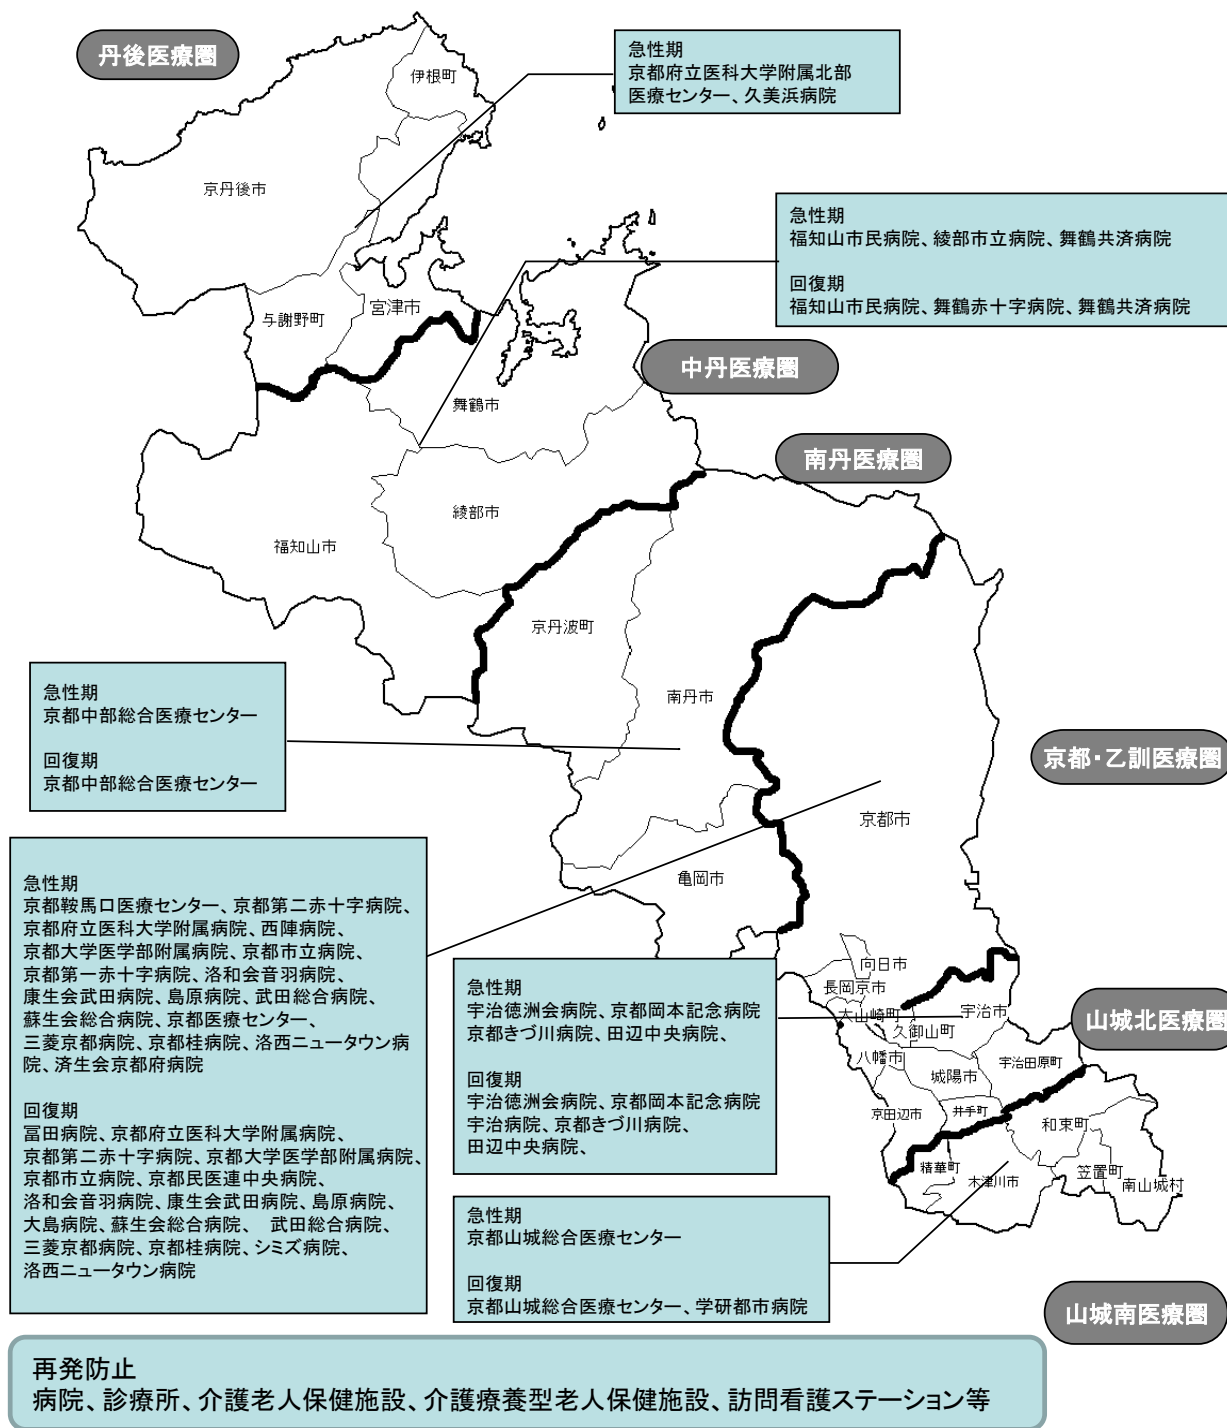 丹後医療圏
急性期
京都府立医科大学附属北部
医療センター、久美浜病院
伊根町
京丹後市
急性期
福知山市民病院、綾部市立病院、舞鶴共済病院
回復期
福知山市民病院、舞鶴赤十字病院、舞鶴共済病院
宮津市
与謝野町
中丹医療圏
舞鶴市
南丹医療圏
綾部市
福知山市
京丹波町
急性期
京都中部総合医療センター
回復期
京都中部総合医療センター
南丹市
京都・乙訓医療圏
京都市
亀岡市
急性期
京都鞍馬口医療センター、京都第二赤十字病院、
京都府立医科大学附属病院、西陣病院、
京都大学医学部附属病院、京都市立病院、
京都第一赤十字病院、洛和会音羽病院、
康生会武田病院、島原病院、武田総合病院、
蘇生会総合病院、京都医療センター、
三菱京都病院、京都桂病院、洛西ニュータウン病
院、済生会京都府病院
回復期
冨田病院、京都府立医科大学附属病院、
京都第二赤十字病院、京都大学医学部附属病院、
京都市立病院、京都民医連中央病院、
洛和会音羽病院、康生会武田病院、島原病院、
大島病院、蘇生会総合病院、 武田総合病院、
三菱京都病院、京都桂病院、シミズ病院、
洛西ニュータウン病院
急性期
宇治徳洲会病院、京都岡本記念病院
京都きづ川病院、田辺中央病院、
回復期
宇治徳洲会病院、京都岡本記念病院
宇治病院、京都きづ川病院、
田辺中央病院、
向日市
長岡京市
大山崎町
宇治市
久御山町
山城北医療圏
八幡市
城陽市
宇治田原町
京田辺市
井手町
和束町
精華町
木津川市
笠置町
南山城村
急性期
京都山城総合医療センター
回復期
京都山城総合医療センター、学研都市病院
山城南医療圏
再発防止
病院、診療所、介護老人保健施設、介護療養型老人保健施設、訪問看護ステーション等